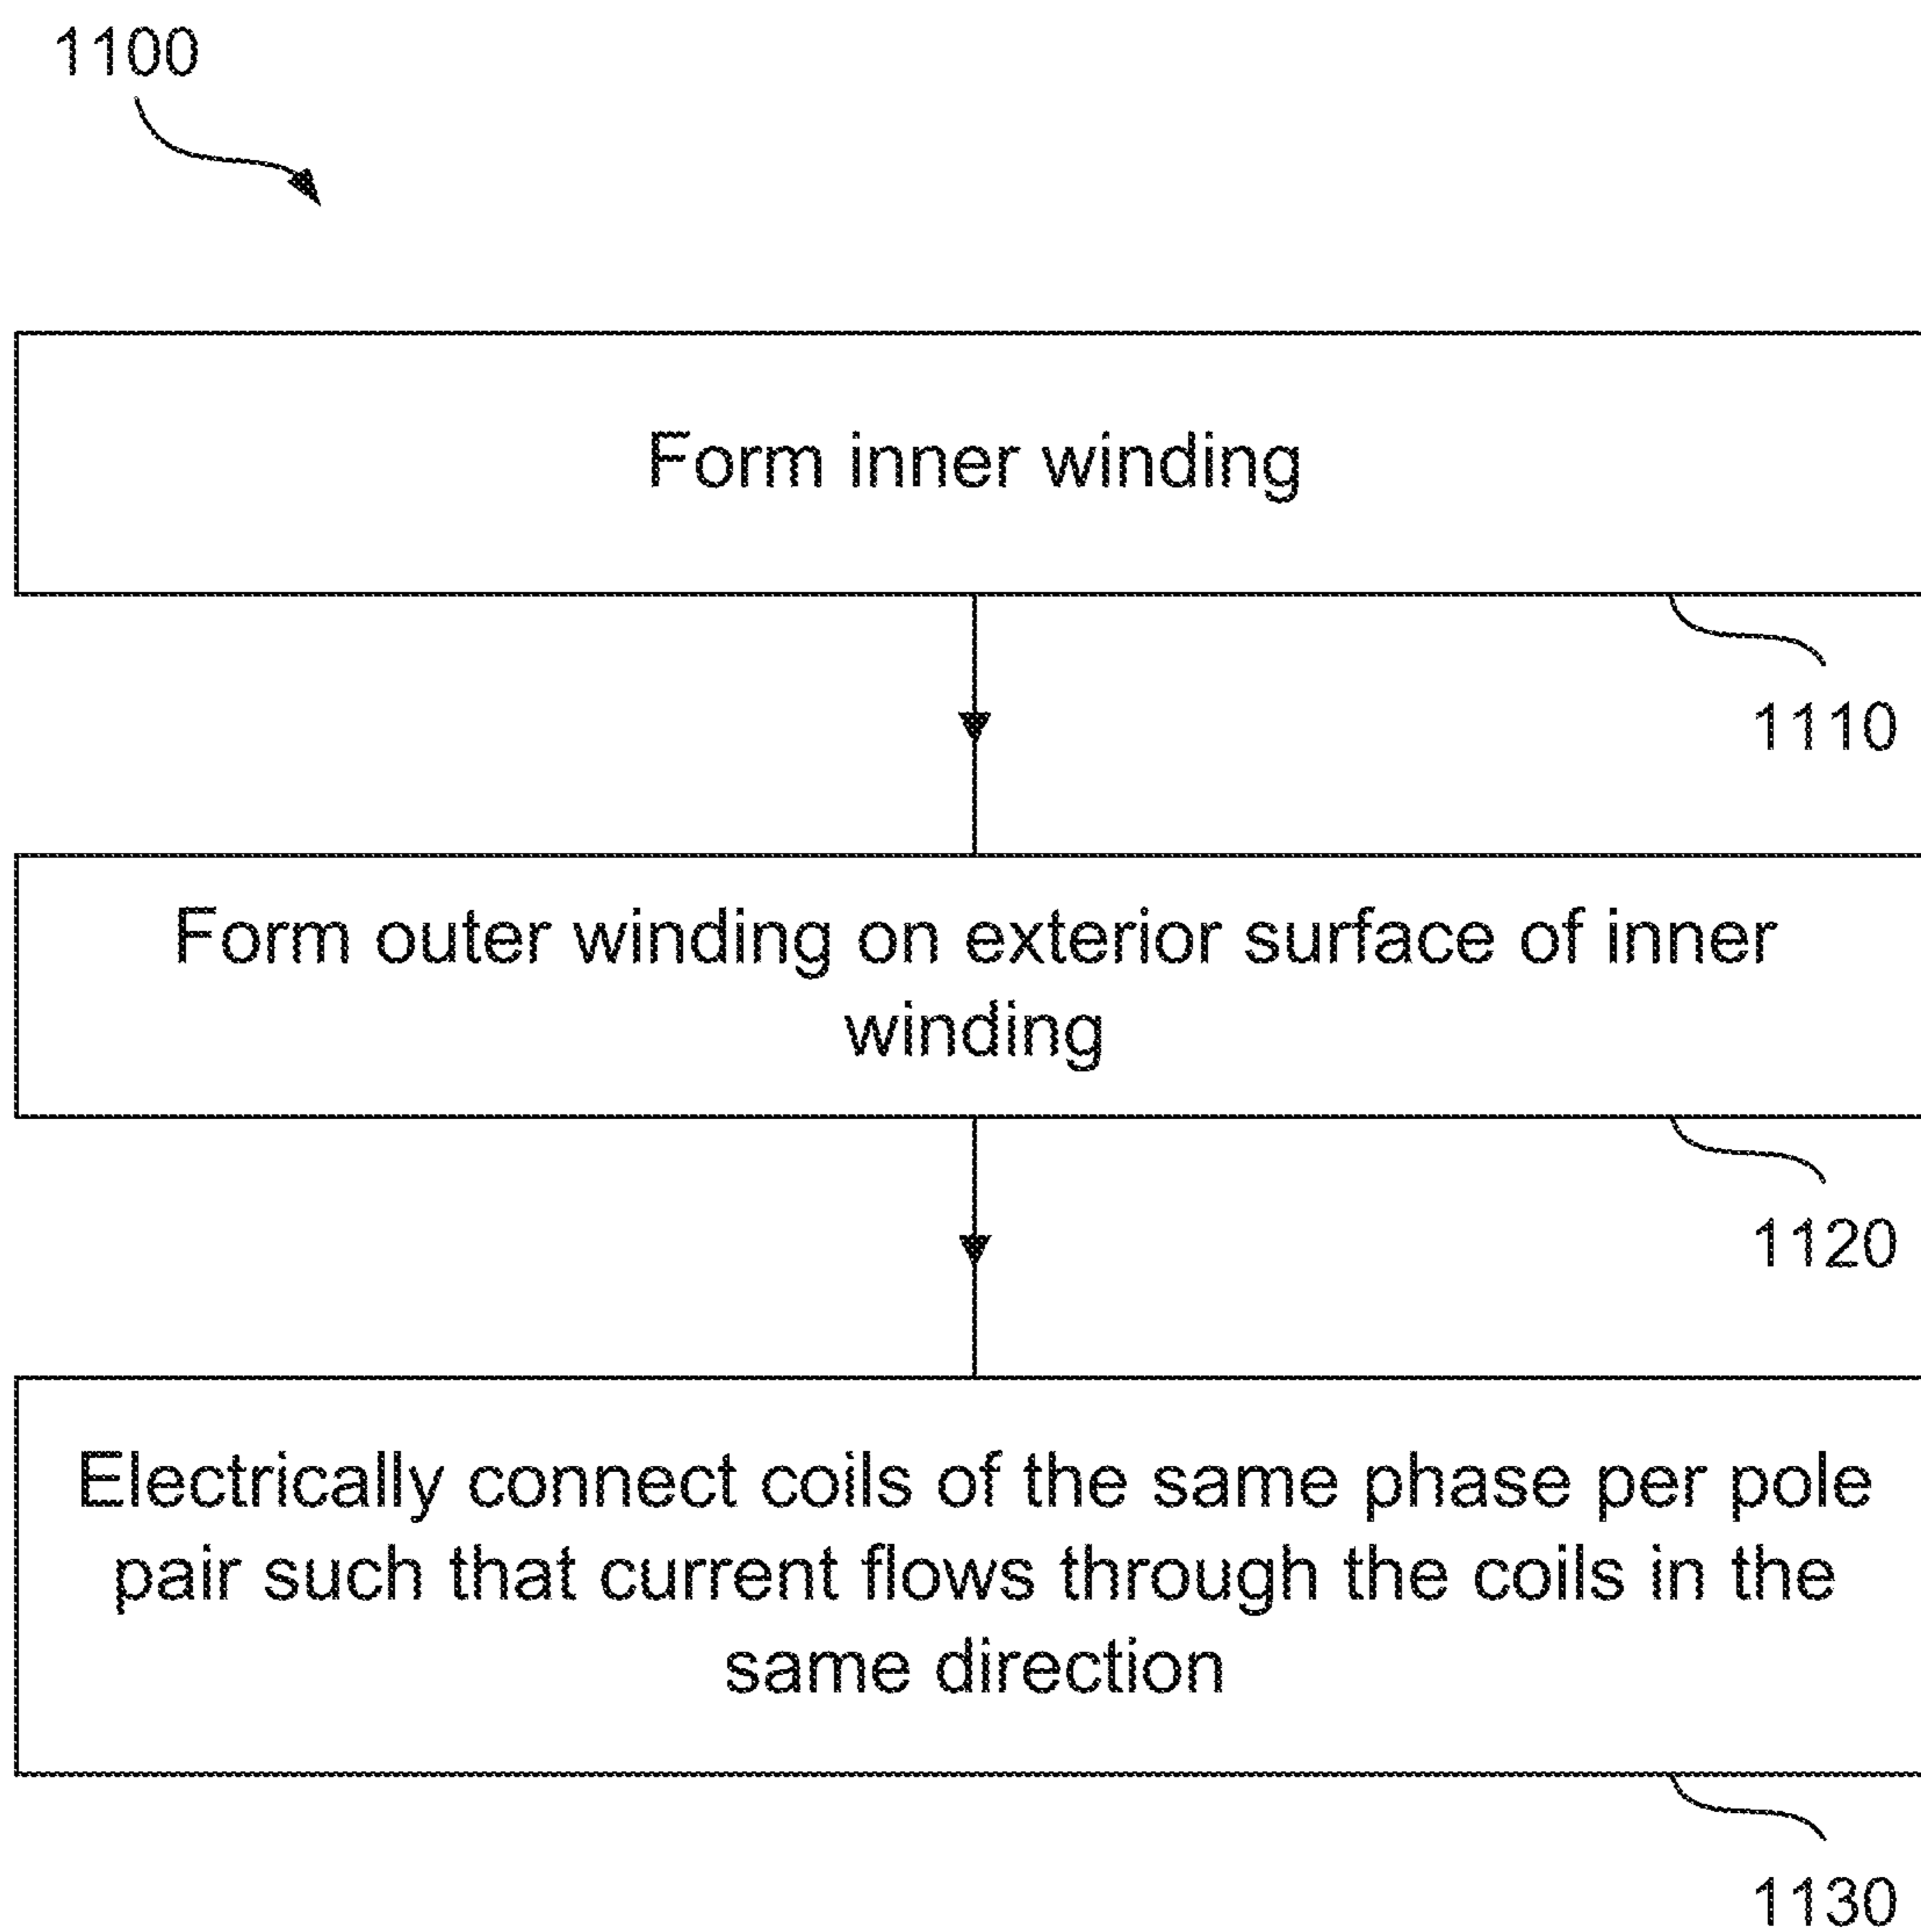 1100
Form inner winding
1110
Form outer winding on exterior surface of inner
winding
1120
Electrically connect coils of the same phase per pole
pair such that current flows through the coils in the
same direction
1130